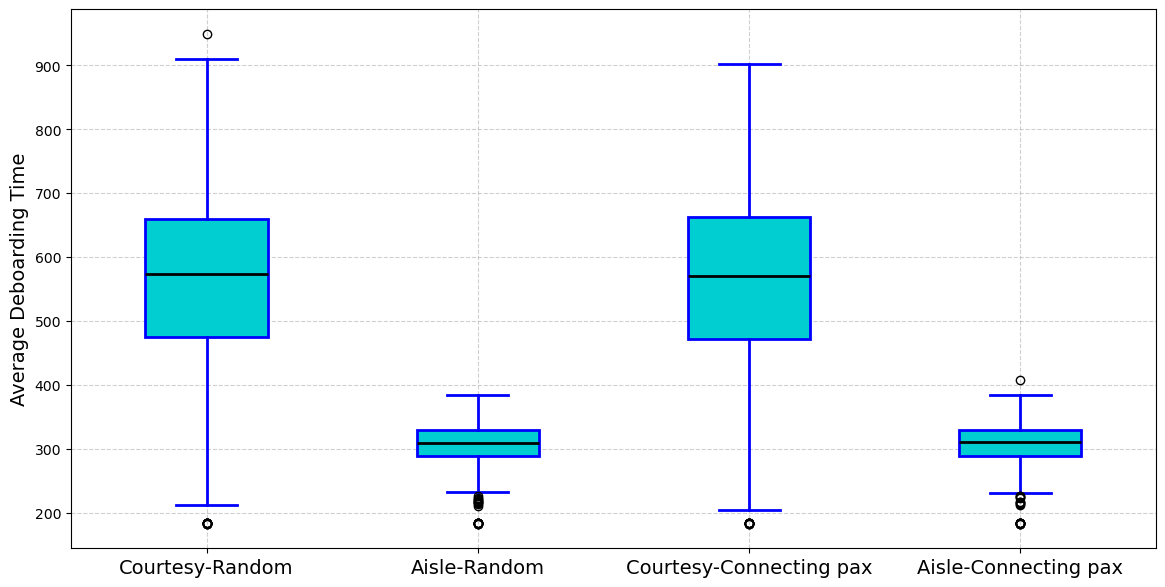 Average Deboarding Time
900
800
700
600
500
400
300
200
Courtesy-Random
Aisle-Random
Courtesy-Connecting pax
Aisle-Connecting pax